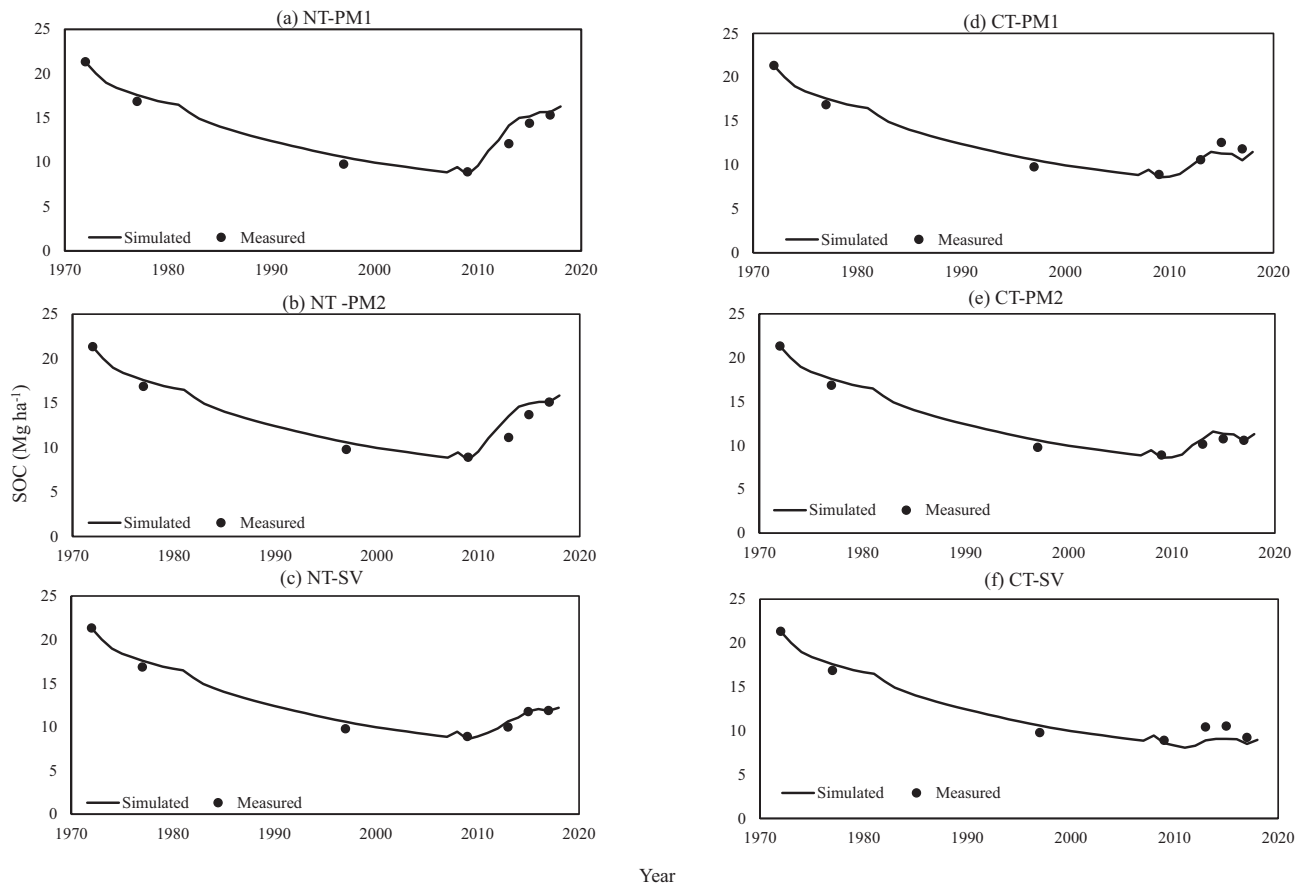 (a) NT-PM1
25
20
15
10
5
0
Simulated Measured
1970 1980 1990 2000 2010 2020
(b) NT -PM2
25
20
15
10
5
0
Simulated Measured
1970 1980 1990 2000 2010 2020
(c) NT-SV
25
20
15
10
5
0
Simulated Measured
1970 1980 1990 2000 2010 2020
SOC (Mg ha⁻¹)
(d) CT-PM1
25
20
15
10
5
0
Simulated Measured
1970 1980 1990 2000 2010 2020
(e) CT-PM2
25
20
15
10
5
0
Simulated Measured
1970 1980 1990 2000 2010 2020
(f) CT-SV
25
20
15
10
5
0
Simulated Measured
1970 1980 1990 2000 2010 2020
Year